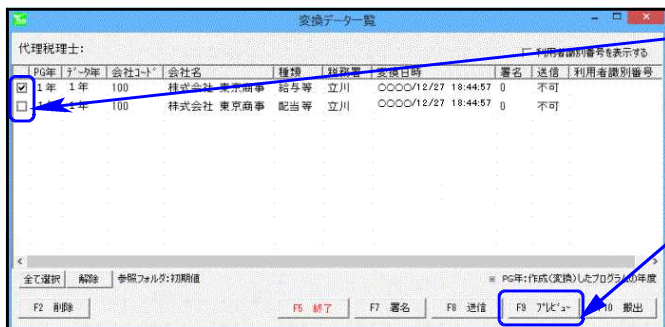 変換データ一覧
代理税理士:
利用者識別番号を表示する
PG年 データ年 会社コード 会社名 種類 税務署 変換日時 署名 送信 利用者識別番号
1年 1年 100 株式会社 東京商事 給与等 立川 〇〇〇〇/12/27 18:44:57 0 不可
1年 1年 100 株式会社 東京商事 配当等 立川 〇〇〇〇/12/27 18:44:57 0 不可
全て選択 解除 参照フォルダ:初期値 ※ PG年:作成(変換)したプログラムの年度
F2 削除 F5 終了 F7 署名 F8 送信 F9 プレビュー F10 搬出